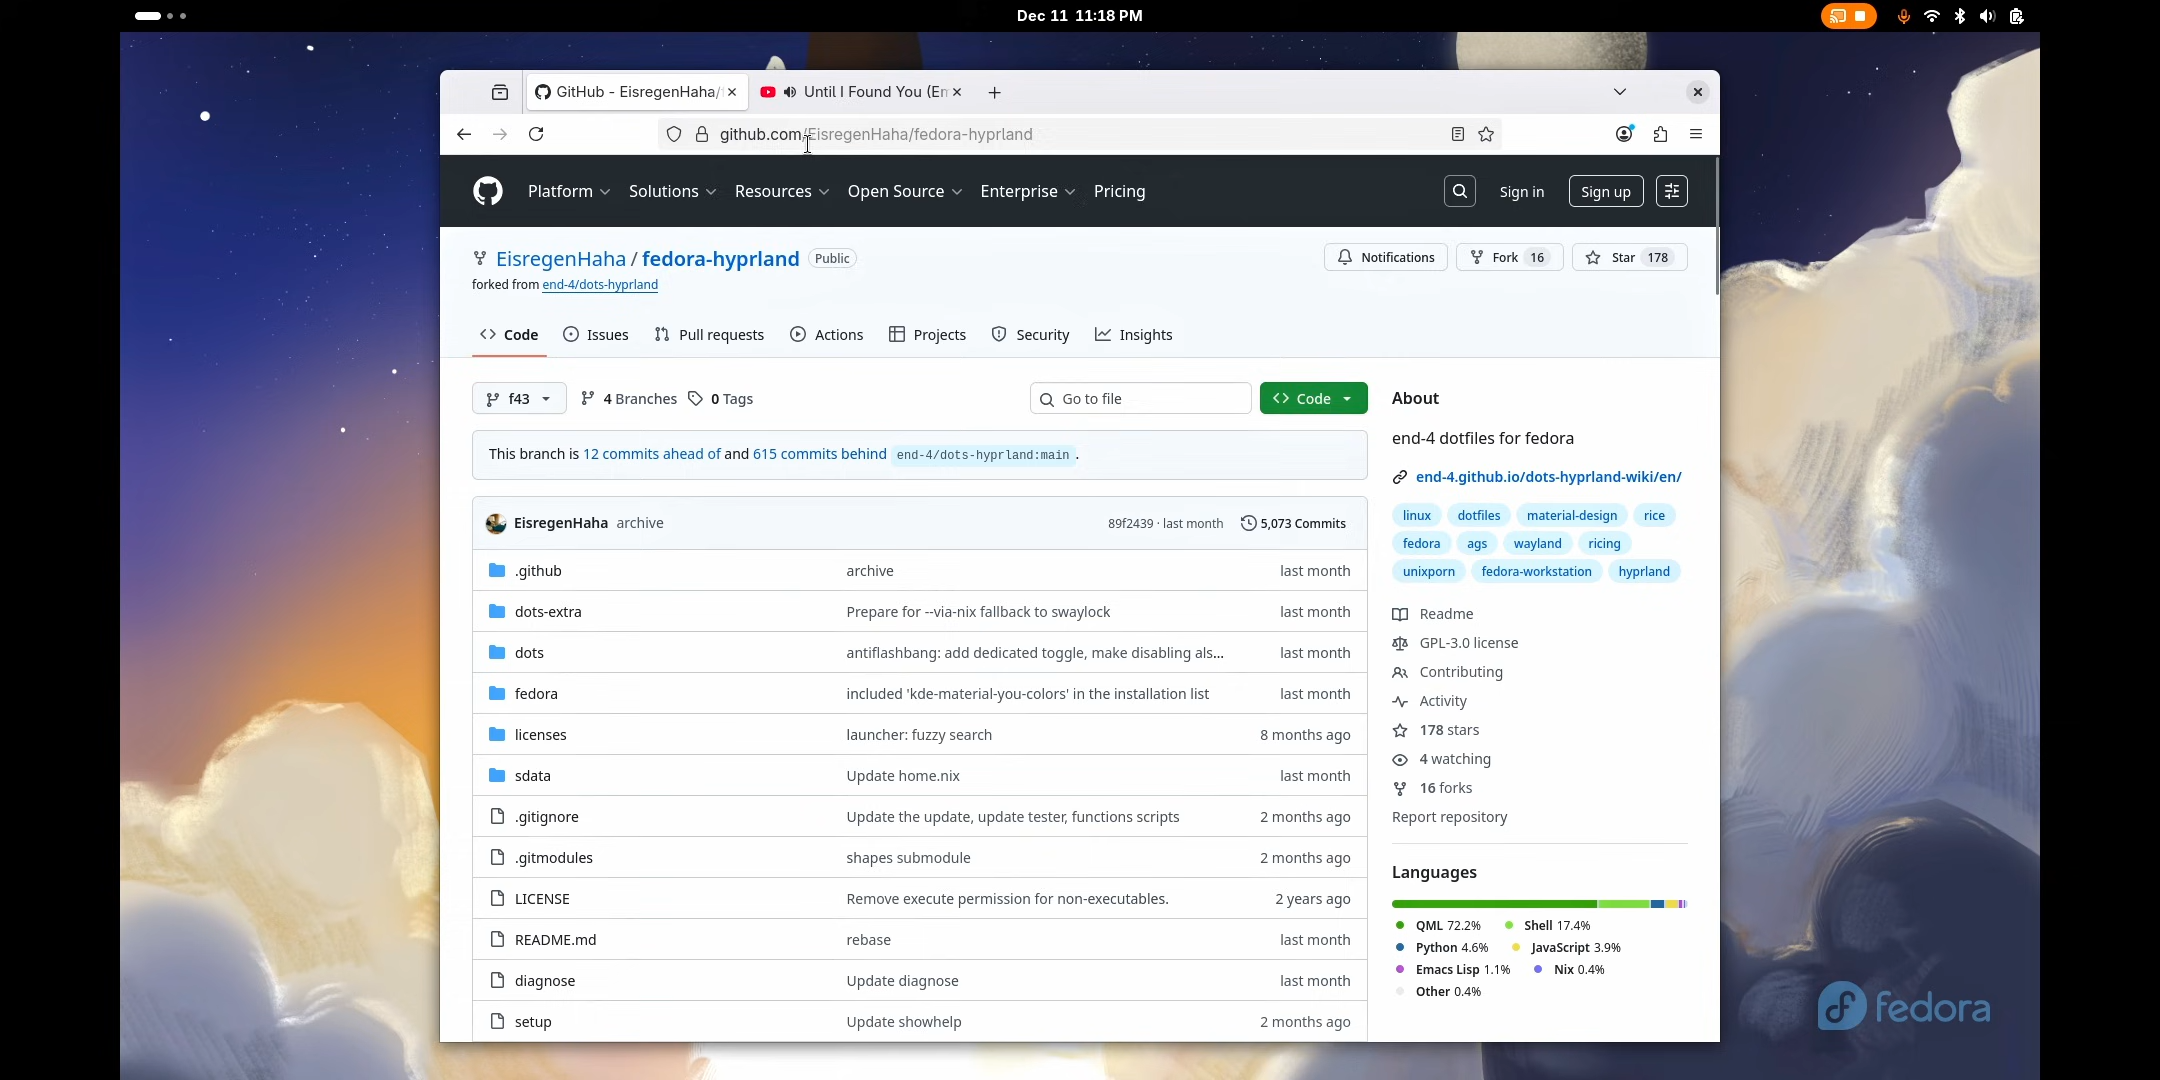 Dec 11 11:18 PM
GitHub - EisregenHaha/
Until I Found You (Em
github.com/EisregenHaha/fedora-hyprland
Platform Solutions Resources Open Source Enterprise Pricing
Sign in Sign up
EisregenHaha / fedora-hyprland Public
Notifications Fork 16 Star 178
forked from end-4/dots-hyprland
Code Issues Pull requests Actions Projects Security Insights
f43 4 Branches 0 Tags Go to file Code
This branch is 12 commits ahead of and 615 commits behind end-4/dots-hyprland:main .
EisregenHaha archive 89f2439 · last month 5,073 Commits
.github archive last month
dots-extra Prepare for --via-nix fallback to swaylock last month
dots antiflashbang: add dedicated toggle, make disabling als... last month
fedora included 'kde-material-you-colors' in the installation list last month
licenses launcher: fuzzy search 8 months ago
sdata Update home.nix last month
.gitignore Update the update, update tester, functions scripts 2 months ago
.gitmodules shapes submodule 2 months ago
LICENSE Remove execute permission for non-executables. 2 years ago
README.md rebase last month
diagnose Update diagnose last month
setup Update showhelp 2 months ago
About
end-4 dotfiles for fedora
end-4.github.io/dots-hyprland-wiki/en/
linux dotfiles material-design rice
fedora ags wayland ricing
unixporn fedora-workstation hyprland
Readme
GPL-3.0 license
Contributing
Activity
178 stars
4 watching
16 forks
Report repository
Languages
QML 72.2% Shell 17.4%
Python 4.6% JavaScript 3.9%
Emacs Lisp 1.1% Nix 0.4%
Other 0.4%
fedora